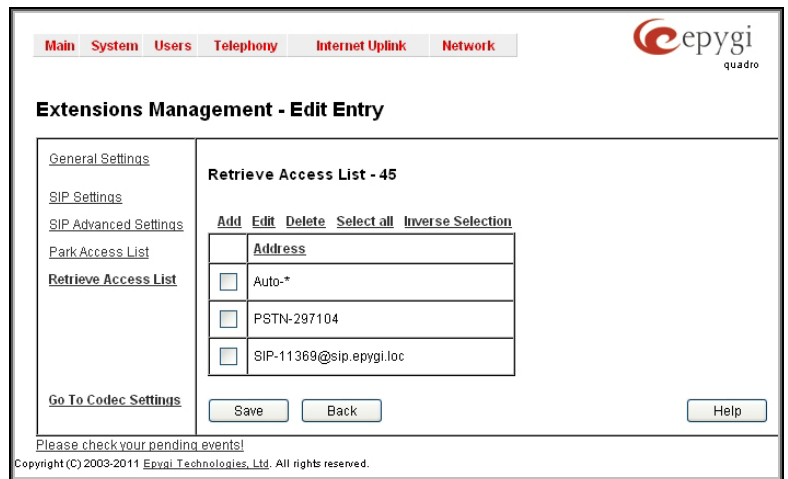 epygi
quadro
Main System Users Telephony Internet Uplink Network
Extensions Management - Edit Entry
General Settings
SIP Settings
SIP Advanced Settings
Park Access List
Retrieve Access List
Go To Codec Settings
Retrieve Access List - 45
Add Edit Delete Select all Inverse Selection
Address
Auto-*
PSTN-297104
SIP-11369@sip.epygi.loc
Save Back Help
Please check your pending events!
Copyright (C) 2003-2011 Epygi Technologies, Ltd. All rights reserved.